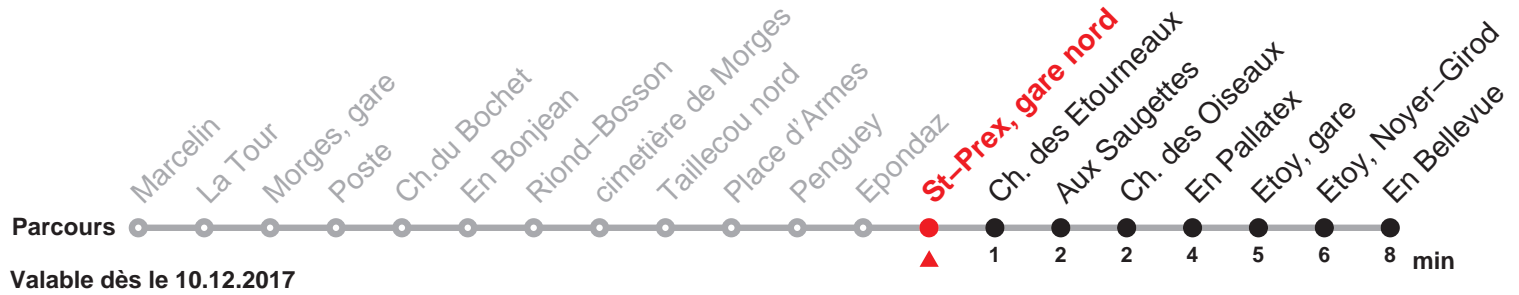 Marcelin
La Tour
Morges, gare
Poste
Ch.du Bochet
En Bonjean
Riond–Bosson
cimetière de Morges
Taillecou nord
Place d'Armes
Penguey
Epondaz
St–Prex, gare nord
Ch. des Etourneaux
Aux Saugettes
Ch. des Oiseaux
En Pallatex
Etoy, gare
Etoy, Noyer–Girod
En Bellevue
Parcours
1 2 2 4 5 6 8 min
Valable dès le 10.12.2017